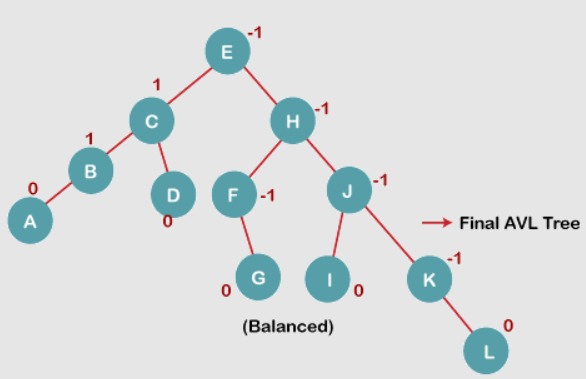 E -1
1
C
H -1
1
B
0
A
D
0
F -1
J -1
Final AVL Tree
G
0
I 0
K -1
(Balanced)
L 0